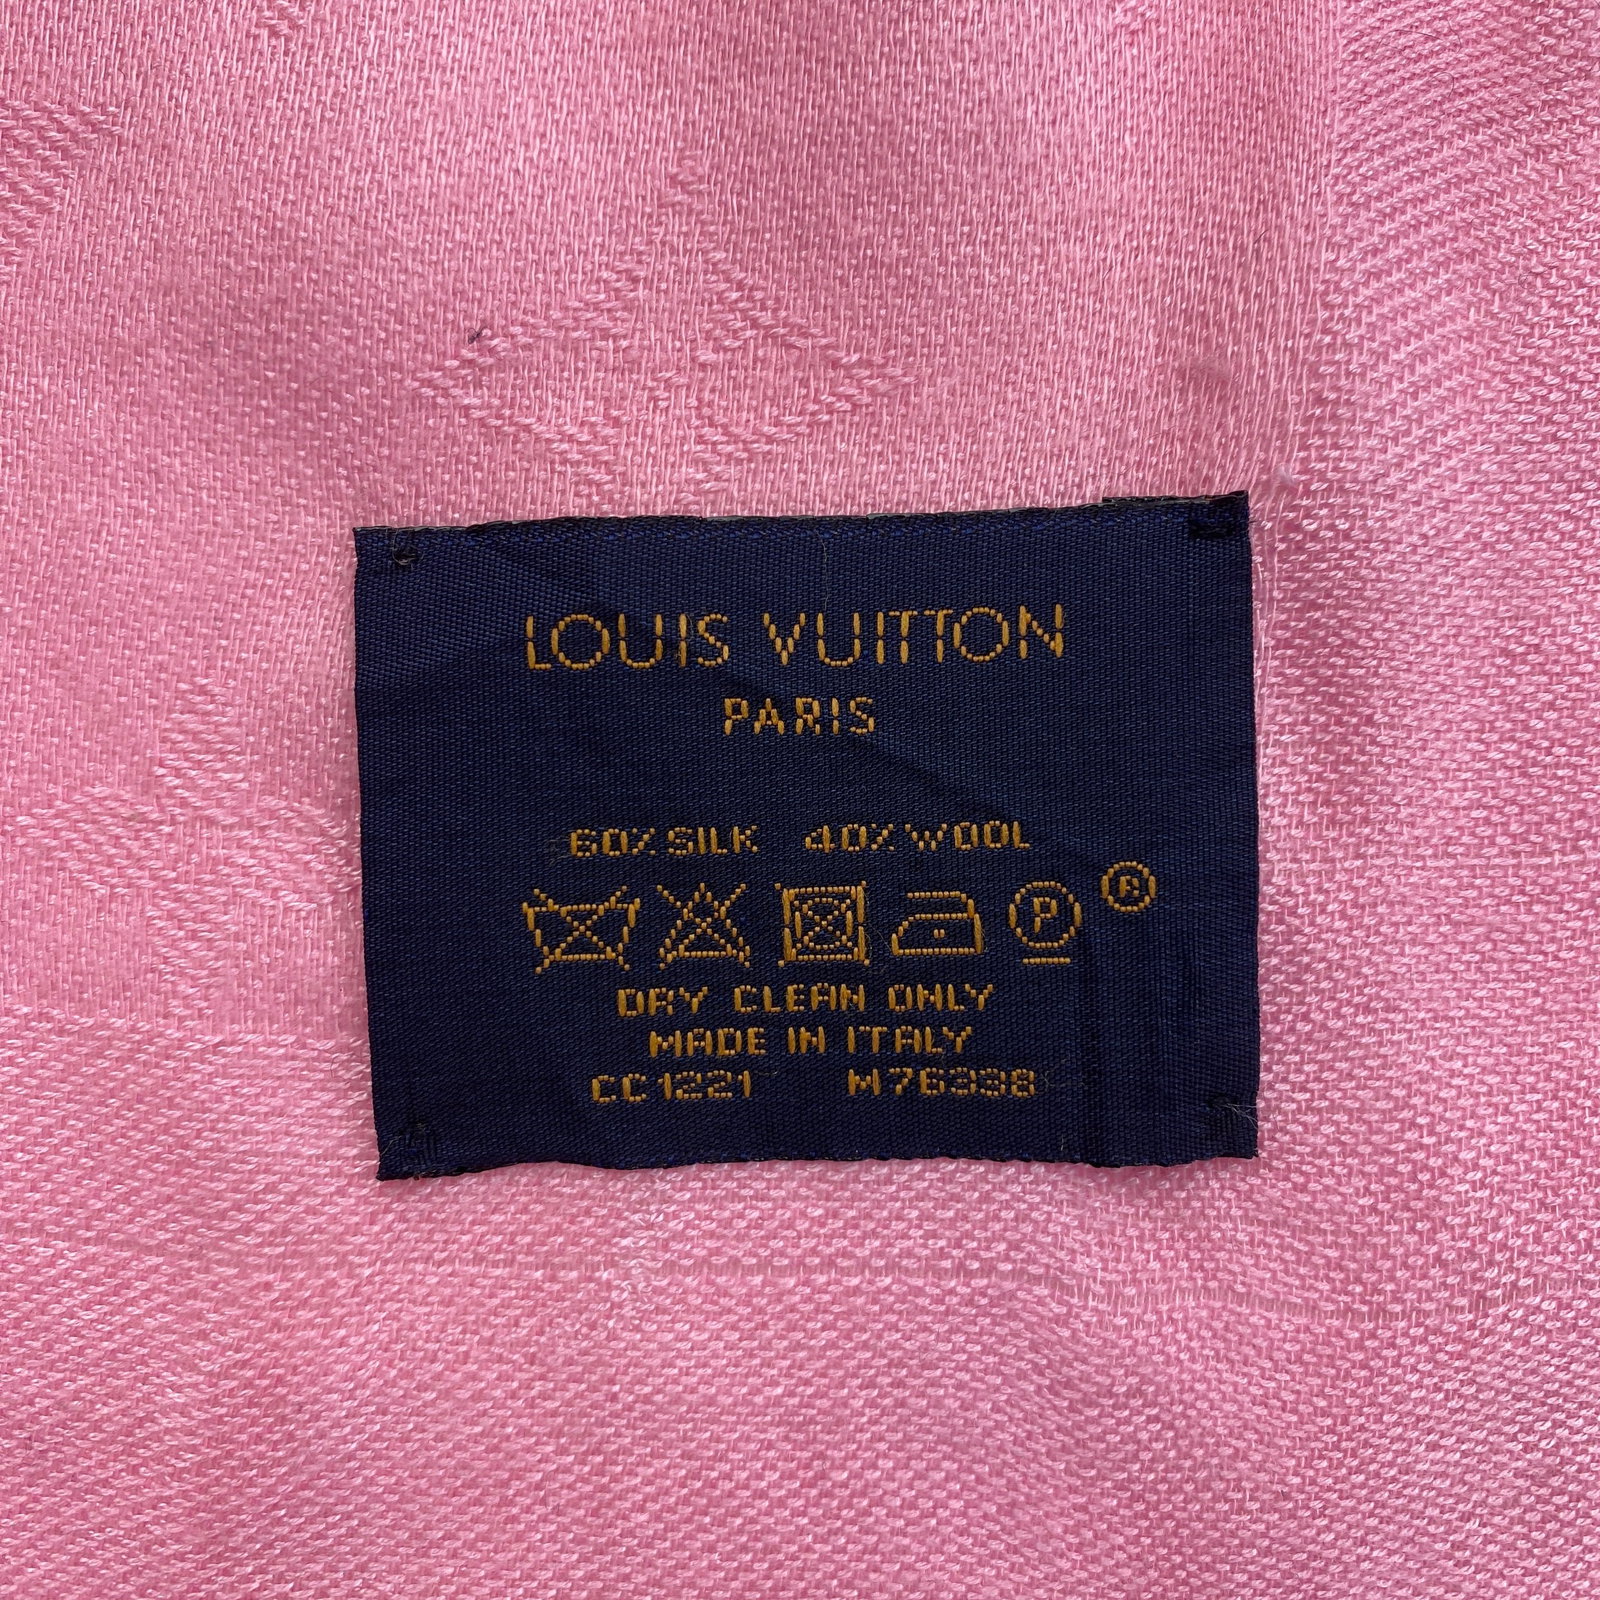 LOUIS VUITTON
PARIS
60% SILK 40% WOOL
P ®
DRY CLEAN ONLY
MADE IN ITALY
CC1221 M76338